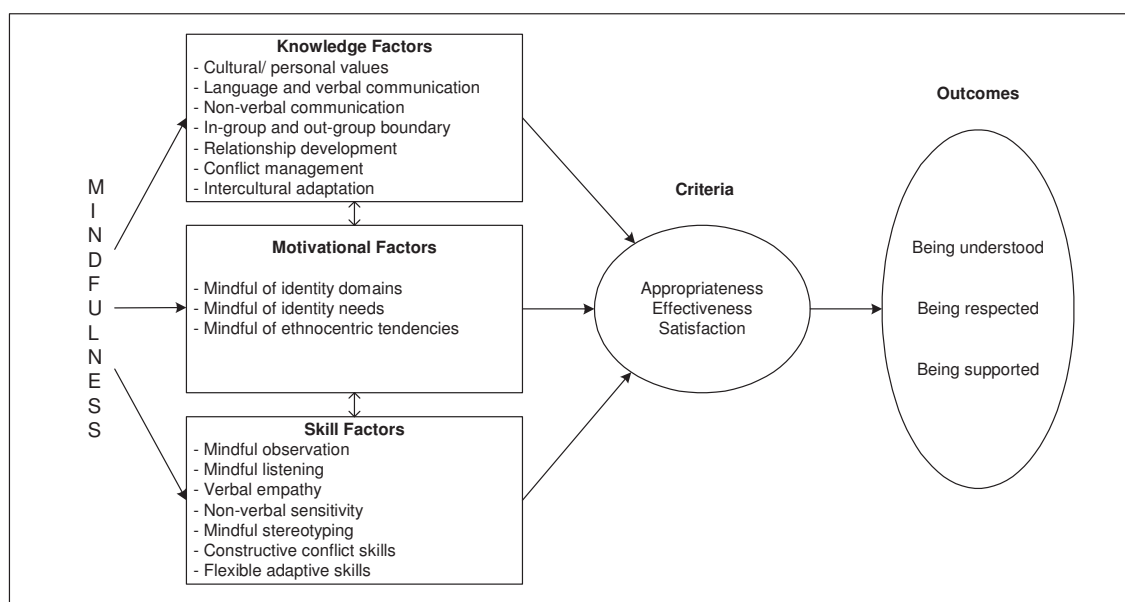 MINDFULNESS
Knowledge Factors
- Cultural/ personal values
- Language and verbal communication
- Non-verbal communication
- In-group and out-group boundary
- Relationship development
- Conflict management
- Intercultural adaptation
Motivational Factors
- Mindful of identity domains
- Mindful of identity needs
- Mindful of ethnocentric tendencies
Skill Factors
- Mindful observation
- Mindful listening
- Verbal empathy
- Non-verbal sensitivity
- Mindful stereotyping
- Constructive conflict skills
- Flexible adaptive skills
Criteria
Appropriateness
Effectiveness
Satisfaction
Outcomes
Being understood
Being respected
Being supported